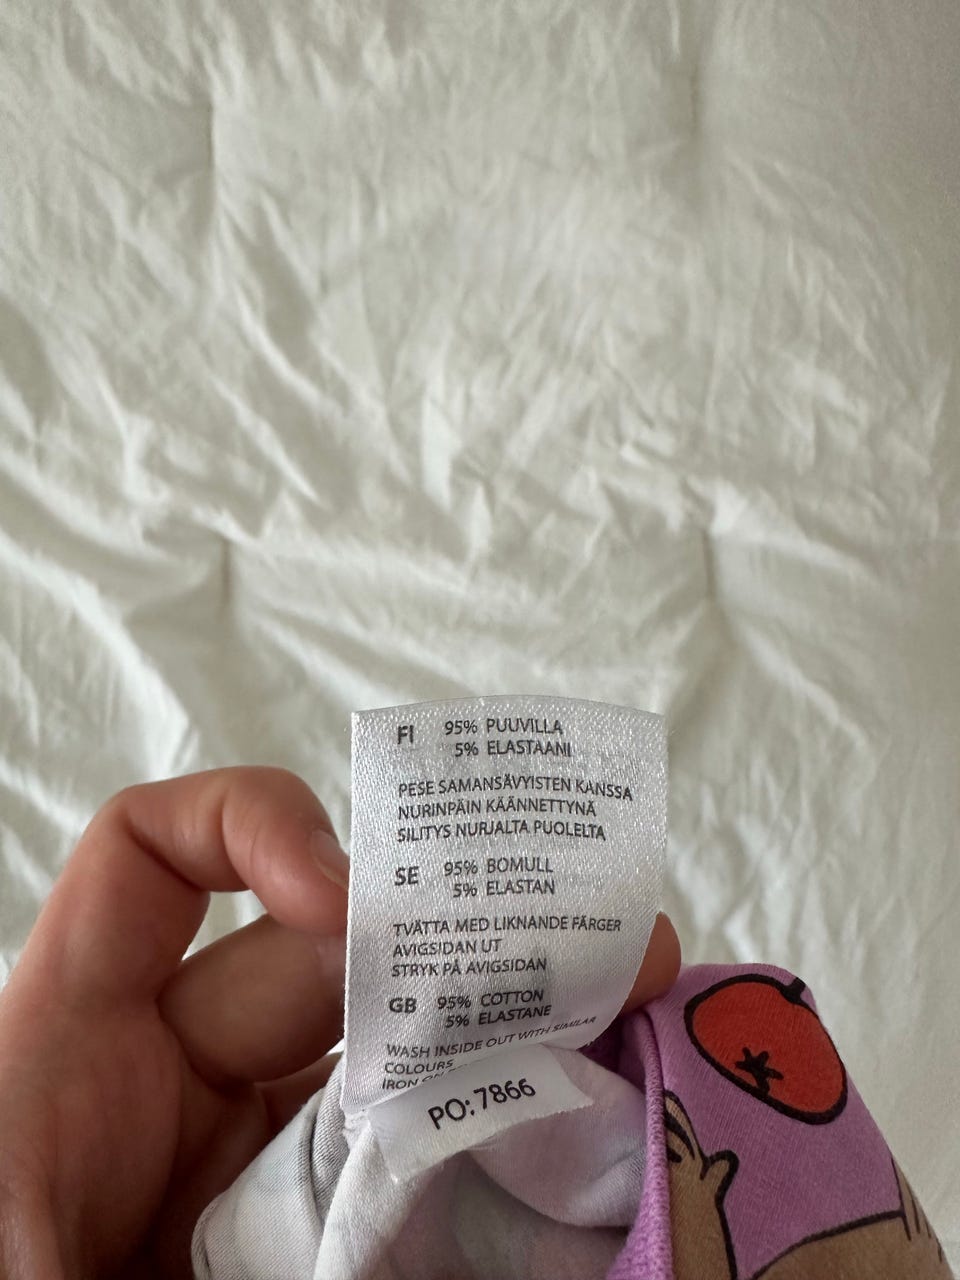 FI 95% PUUVILLA
5% ELASTAANI
PESE SAMANSÄVYISTEN KANSSA
NURINPÄIN KÄÄNNETTYNÄ
SILITYS NURJALTA PUOLELTA
SE 95% BOMULL
5% ELASTAN
TVÄTTA MED LIKNANDE FÄRGER
AVIGSIDAN UT
STRYK PÅ AVIGSIDAN
GB 95% COTTON
5% ELASTANE
WASH INSIDE OUT WITH SIMILAR
COLOURS
IRON ON
PO: 7866